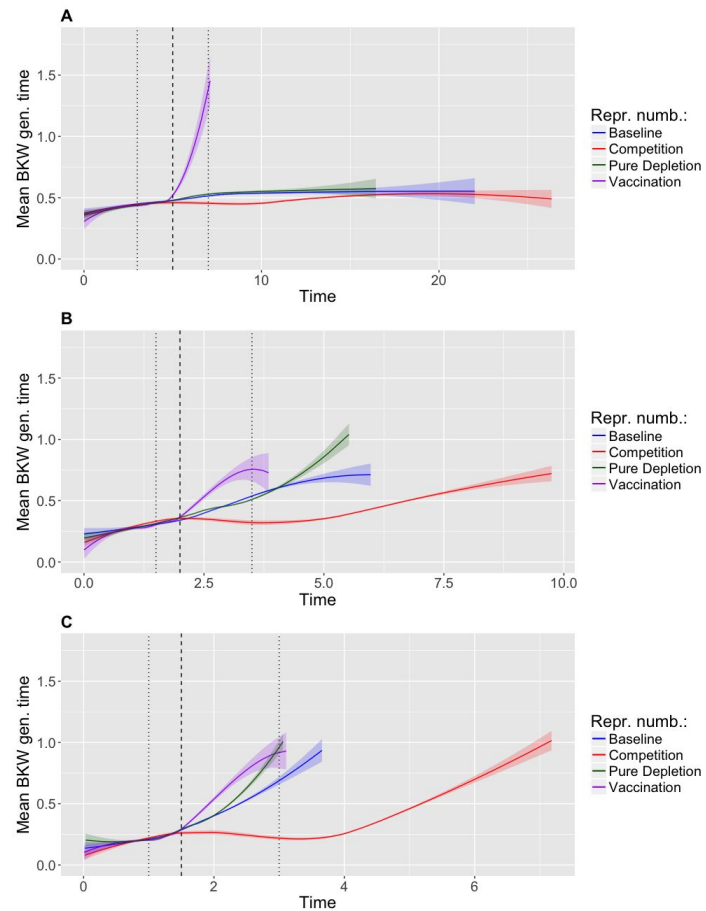 A
Mean BKW gen. time
1.5
1.0
0.5
0.0
0
10
20
Time
Repr. numb.:
Baseline
Competition
Pure Depletion
Vaccination
B
Mean BKW gen. time
1.5
1.0
0.5
0.0
0.0
2.5
5.0
7.5
10.0
Time
Repr. numb.:
Baseline
Competition
Pure Depletion
Vaccination
C
Mean BKW gen. time
1.5
1.0
0.5
0.0
0
2
4
6
Time
Repr. numb.:
Baseline
Competition
Pure Depletion
Vaccination